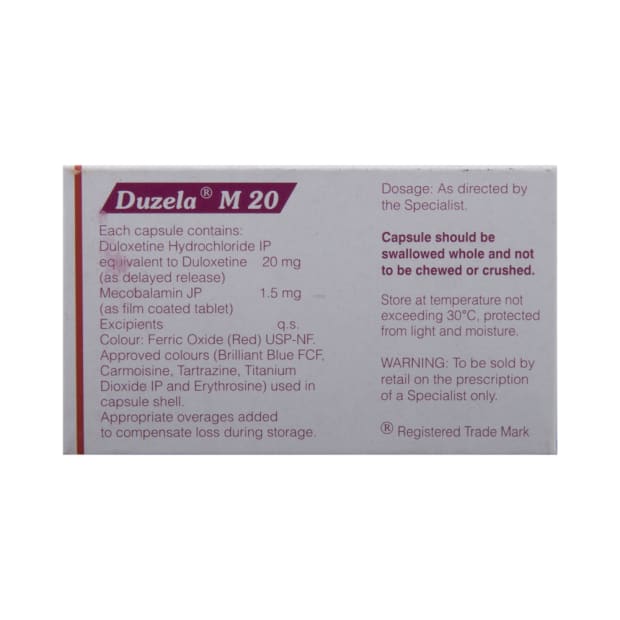 Duzela® M 20
Each capsule contains:
Duloxetine Hydrochloride IP
equivalent to Duloxetine 20 mg
(as delayed release)
Mecobalamin JP 1.5 mg
(as film coated tablet)
Excipients q.s.
Colour: Ferric Oxide (Red) USP-NF.
Approved colours (Brilliant Blue FCF,
Carmoisine, Tartrazine, Titanium
Dioxide IP and Erythrosine) used in
capsule shell.
Appropriate overages added
to compensate loss during storage.
Dosage: As directed by
the Specialist.
Capsule should be
swallowed whole and not
to be chewed or crushed.
Store at temperature not
exceeding 30°C, protected
from light and moisture.
WARNING: To be sold by
retail on the prescription
of a Specialist only.
® Registered Trade Mark